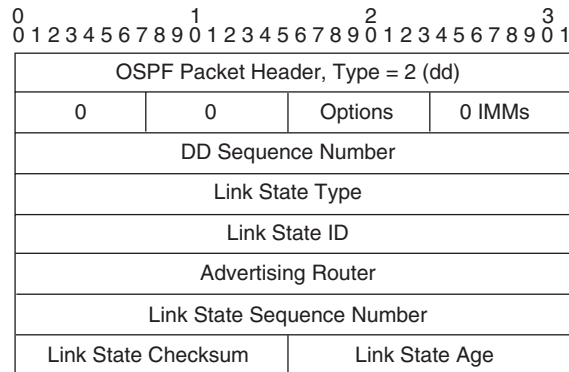 0 1 2 3
0 1 2 3 4 5 6 7 8 9 0 1 2 3 4 5 6 7 8 9 0 1 2 3 4 5 6 7 8 9 0 1
OSPF Packet Header, Type = 2 (dd)
0 0 Options 0 IMMs
DD Sequence Number
Link State Type
Link State ID
Advertising Router
Link State Sequence Number
Link State Checksum Link State Age